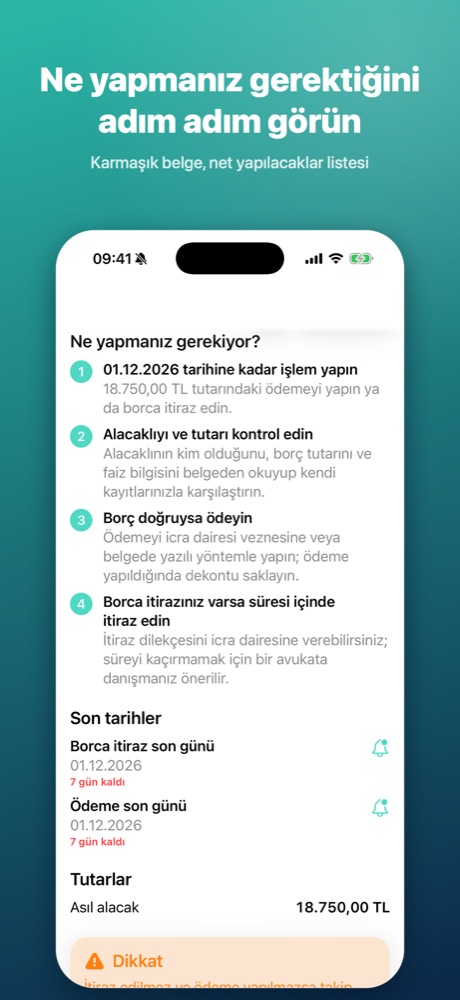 Ne yapmanız gerektiğini
adım adım görün
Karmaşık belge, net yapılacaklar listesi
09:41
Ne yapmanız gerekiyor?
1 01.12.2026 tarihine kadar işlem yapın
18.750,00 TL tutarındaki ödemeyi yapın ya
da borca itiraz edin.
2 Alacaklıyı ve tutarı kontrol edin
Alacaklının kim olduğunu, borç tutarını ve
faiz bilgisini belgeden okuyup kendi
kayıtlarınızla karşılaştırın.
3 Borç doğruysa ödeyin
Ödemeyi icra dairesi veznesine veya
belgede yazılı yöntemle yapın; ödeme
yapıldığında dekontu saklayın.
4 Borca itirazınız varsa süresi içinde
itiraz edin
İtiraz dilekçesini icra dairesine verebilirsiniz;
süreyi kaçırmamak için bir avukata
danışmanız önerilir.
Son tarihler
Borca itiraz son günü
01.12.2026
7 gün kaldı
Ödeme son günü
01.12.2026
7 gün kaldı
Tutarlar
Asıl alacak 18.750,00 TL
Dikkat
İtiraz edilmez ve ödeme yapılmazsa takip